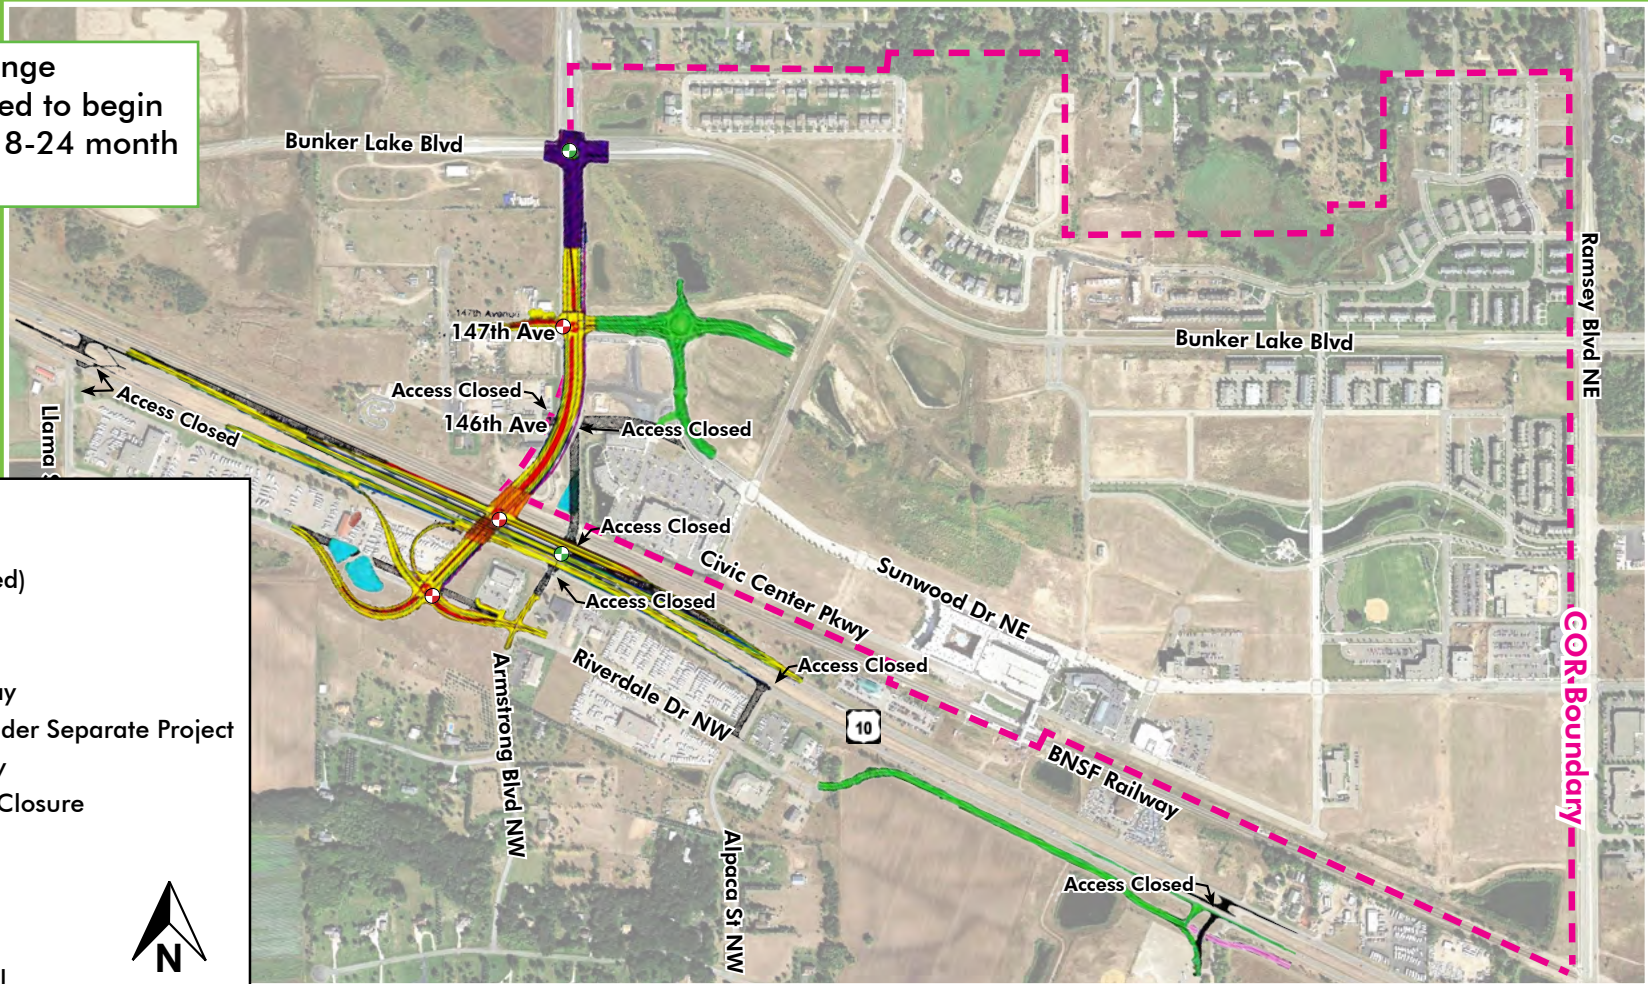 nge
ed to begin
8-24 month
Bunker Lake Blvd
147th Avenue
147th Ave
Access Closed
146th Ave
Access Closed
Access Closed
Llama S
Access Closed
Access Closed
Access Closed
Civic Center Pkwy
Sunwood Dr NE
Riverdale Dr NW
Armstrong Blvd NW
Alpaca St NW
10
BNSF Railway
Access Closed
Bunker Lake Blvd
Ramsey Blvd NE
COR Boundary
ed)
ay
der Separate Project
y
Closure
N